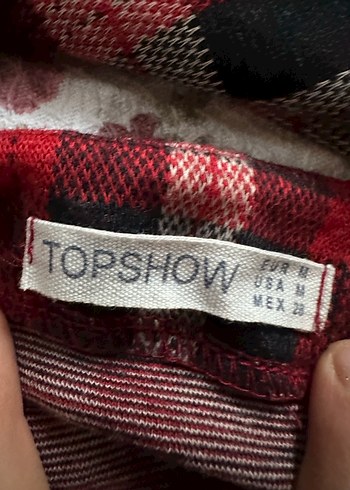 TOPSHOW
EUR M
USA M
MEX 28